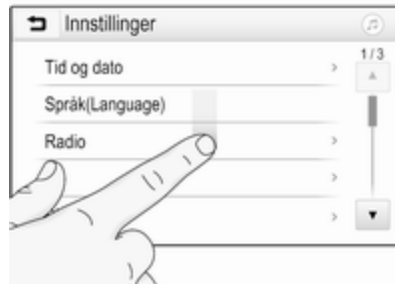 Innstillinger
1/3
Tid og dato
Språk(Language)
Radio